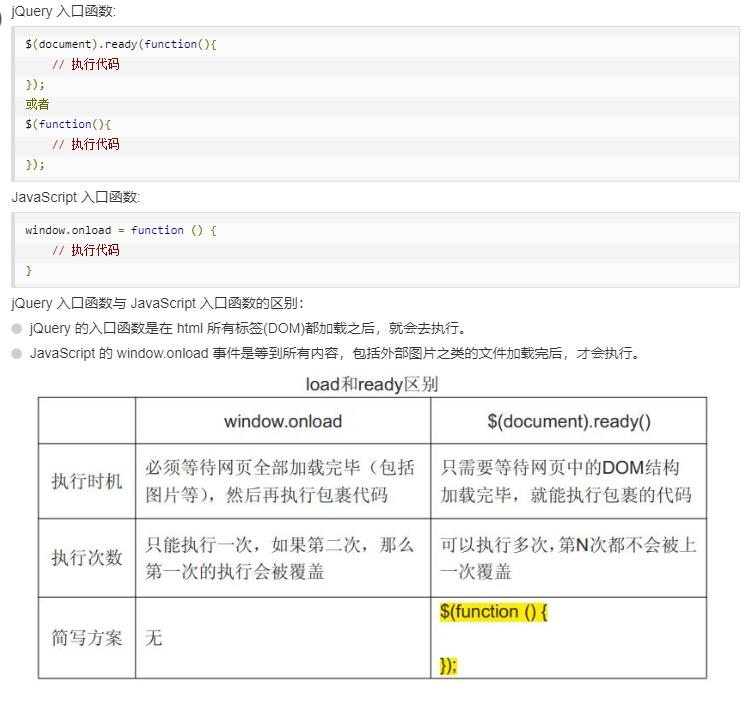 jQuery 入口函数:
$(document).ready(function(){
    // 执行代码
});
或者
$(function(){
    // 执行代码
});
JavaScript 入口函数:
window.onload = function () {
    // 执行代码
}
jQuery 入口函数与 JavaScript 入口函数的区别：
jQuery 的入口函数是在 html 所有标签(DOM)都加载之后，就会去执行。
JavaScript 的 window.onload 事件是等到所有内容，包括外部图片之类的文件加载完后，才会执行。
load和ready区别
window.onload
$(document).ready()
执行时机
必须等待网页全部加载完毕（包括
图片等），然后再执行包裹代码
只需要等待网页中的DOM结构
加载完毕，就能执行包裹的代码
执行次数
只能执行一次，如果第二次，那么
第一次的执行会被覆盖
可以执行多次，第N次都不会被上
一次覆盖
简写方案
无
$(function () {
});